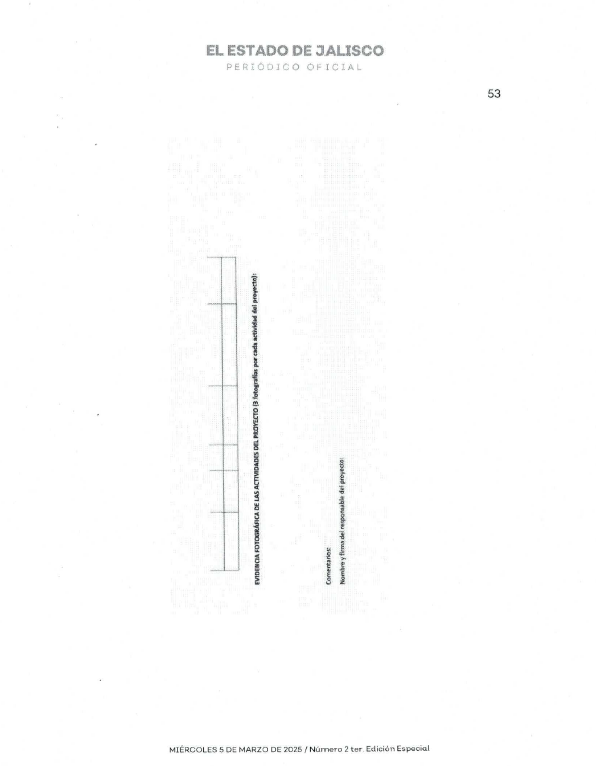 EL ESTADO DE JALISCO
PERIÓDICO OFICIAL
53
EVIDENCIA FOTOGRÁFICA DE LAS ACTIVIDADES DEL PROYECTO (3 fotografías por cada actividad del proyecto):
Comentarios:
Nombre y firma del responsable del proyecto:
MIÉRCOLES 5 DE MARZO DE 2025 / Número 2 ter. Edición Especial